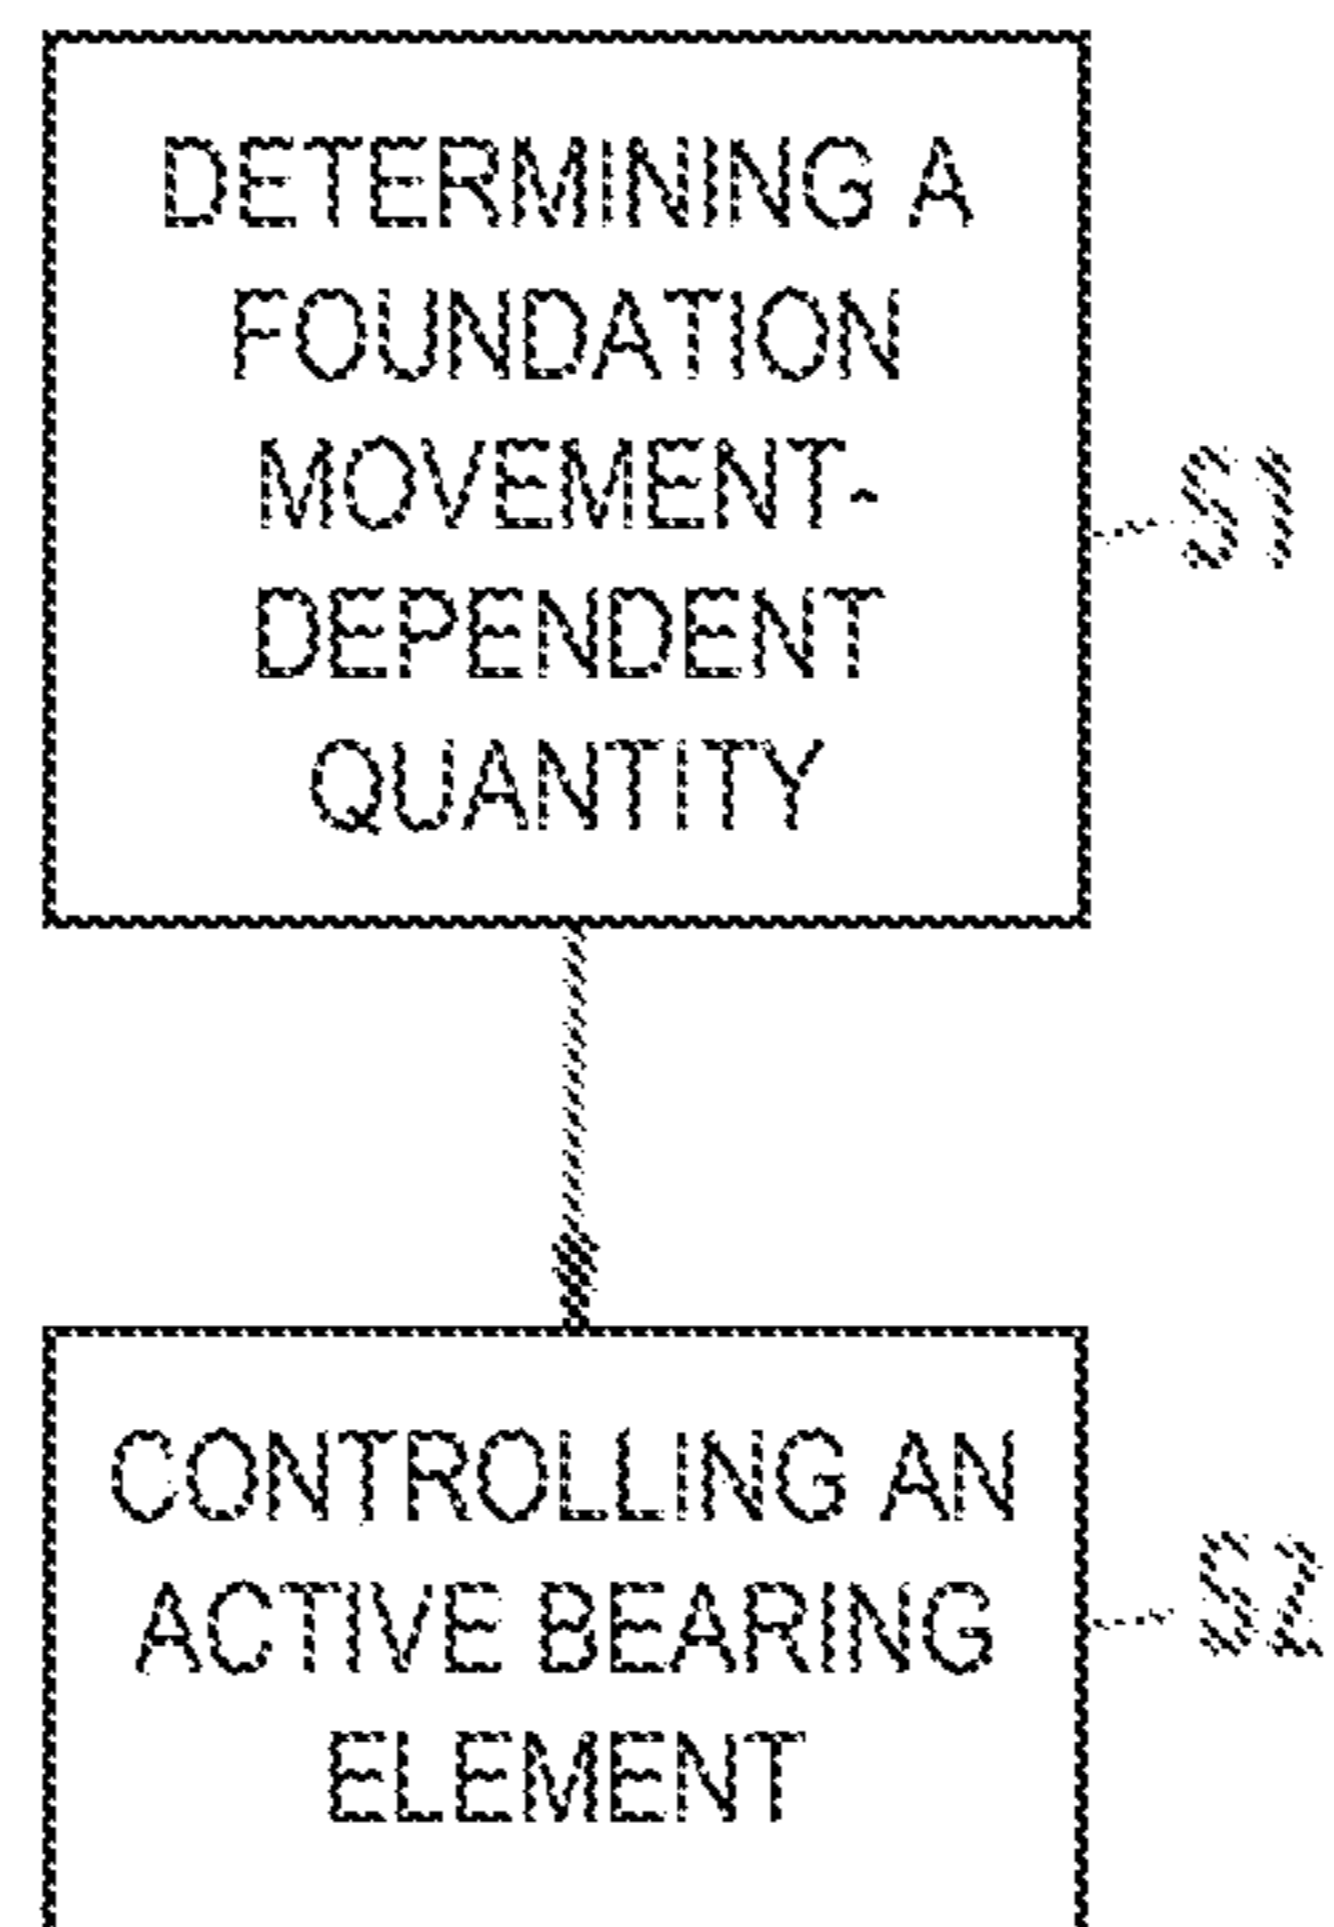 DETERMINING A
FOUNDATION
MOVEMENT-
DEPENDENT
QUANTITY
S1
CONTROLLING AN
ACTIVE BEARING
ELEMENT
S2